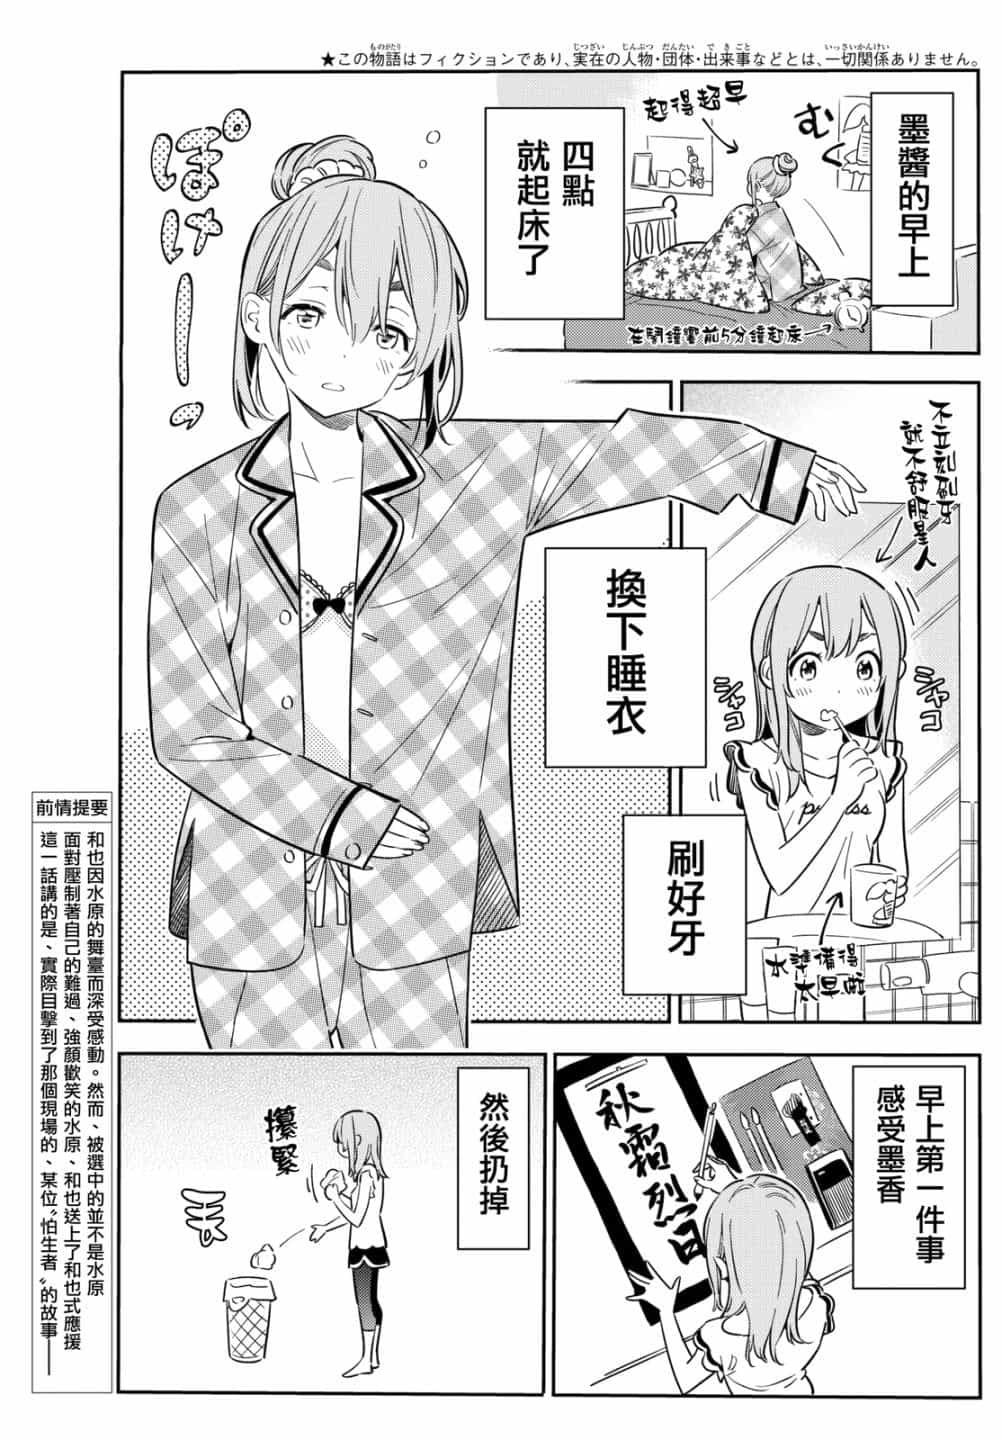 ★この物語はフィクションであり、実在の人物・団体・出来事などとは、一切関係ありません。
墨醬的早上
むくっ
起得超早
四點
就起床了
在鬧鐘響前5分鐘起床
ぽけーっ
不立刻刷牙
就不舒服星人
換下睡衣
シャコ
シャコ
press
刷好牙
水準備得
太早啦
早上第一件事
感受墨香
秋霜烈日
然後扔掉
攥緊
前情提要
和也因水原的舞臺而深受感動。然而、被選中的並不是水原
面對壓制著自己的難過、強顏歡笑的水原、和也送上了和也式應援
這一話講的是、實際目擊到了那個現場的、某位〝怕生者〟的故事──